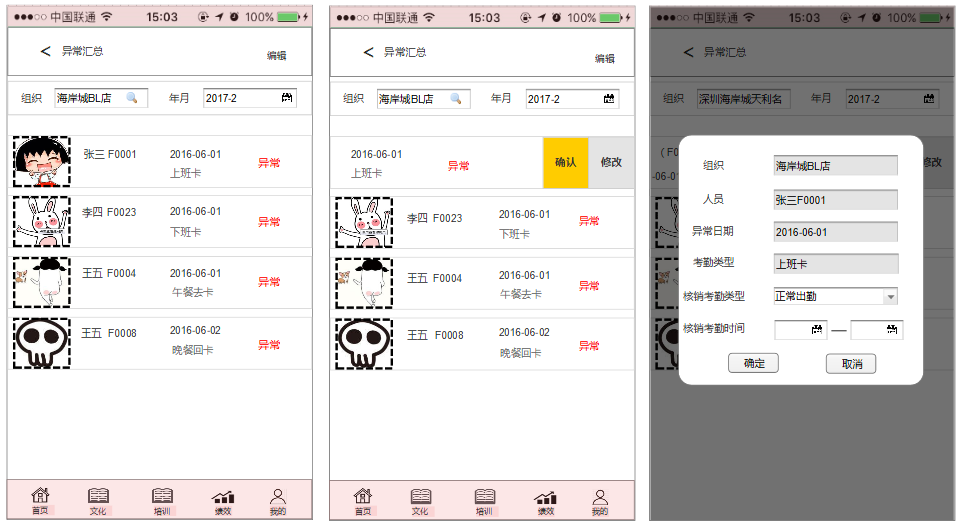 中国联通 15:03 100%
< 异常汇总
编辑
组织 海岸城BL店 年月 2017-2
张三 F0001 2016-06-01 异常
上班卡
李四 F0023 2016-06-01 异常
下班卡
王五 F0004 2016-06-01 异常
午餐去卡
王五 F0008 2016-06-02 异常
晚餐回卡
首页 文化 培训 绩效 我的
中国联通 15:03 100%
< 异常汇总
编辑
组织 海岸城BL店 年月 2017-2
2016-06-01 异常 确认 修改
上班卡
李四 F0023 2016-06-01 异常
下班卡
王五 F0004 2016-06-01 异常
午餐去卡
王五 F0008 2016-06-02 异常
晚餐回卡
首页 文化 培训 绩效 我的
中国联通 15:03 100%
< 异常汇总
组织 深圳海岸城天利名 年月 2017-2
(F0
-06-01
修改
组织 海岸城BL店
人员 张三F0001
异常日期 2016-06-01
考勤类型 上班卡
核销考勤类型 正常出勤
核销考勤时间 —
确定 取消